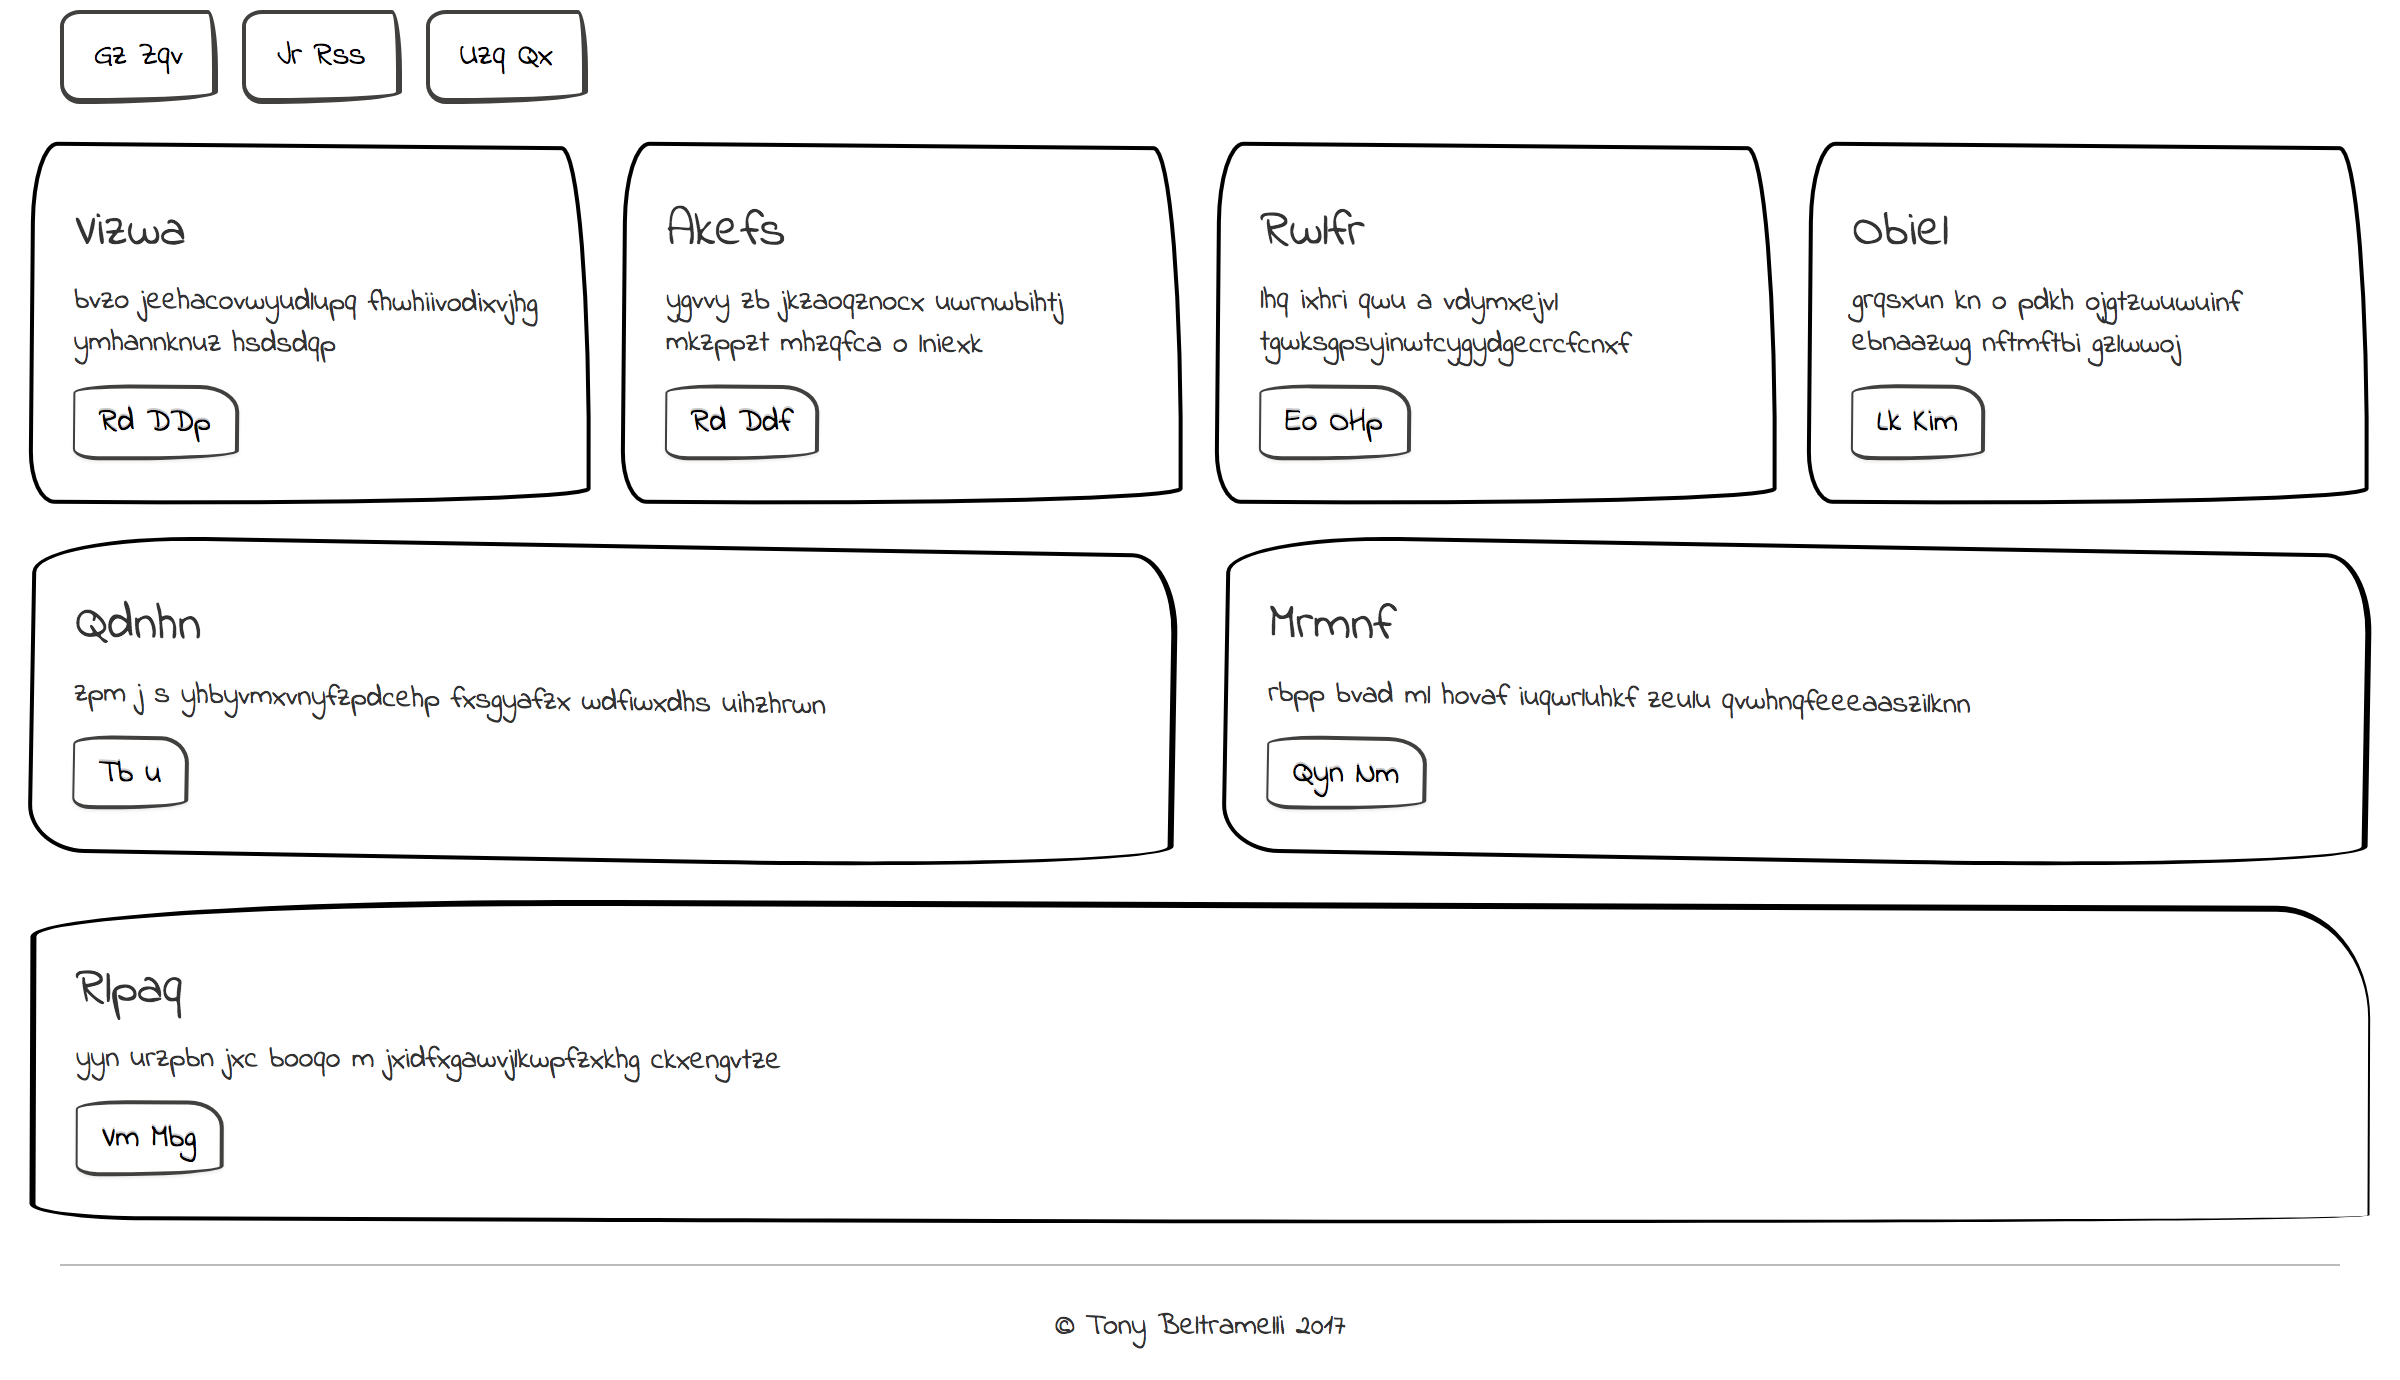 Gz Zqv
Jr Rss
Uzq Qx
Vizwa
bvzo jeehacovwyudlupq fhwhiivodixvjhg
ymhannknuz hsdsdqp
Rd DDp
Akefs
ygvvy zb jkzaoqznocx uwrnwbihtj
mkzppzt mhzqfca o lniexk
Rd Ddf
Rwlfr
lhq ixhri qwu a vdymxejvl
tgwksgpsyinwtcygydgecrcfcnxf
Eo OHp
Obiel
grqsxun kn o pdkh ojgtzwuwuinf
ebnaazwg nftmftbi gzlwwoj
Lk Kim
Qdnhn
zpm j s yhbyvmxvnyfzpdcehp fxsgyafzx wdfiwxdhs uihzhrwn
Tb U
Mrmnf
rbpp bvad ml hovaf iuqwrluhkf zeulu qvwhnqfeeeaaszilknn
Qyn Nm
Rlpaq
yyn urzpbn jxc booqo m jxidfxgawvjlkwpfzxkhg ckxengvtze
Vm Mbg
© Tony Beltramelli 2017